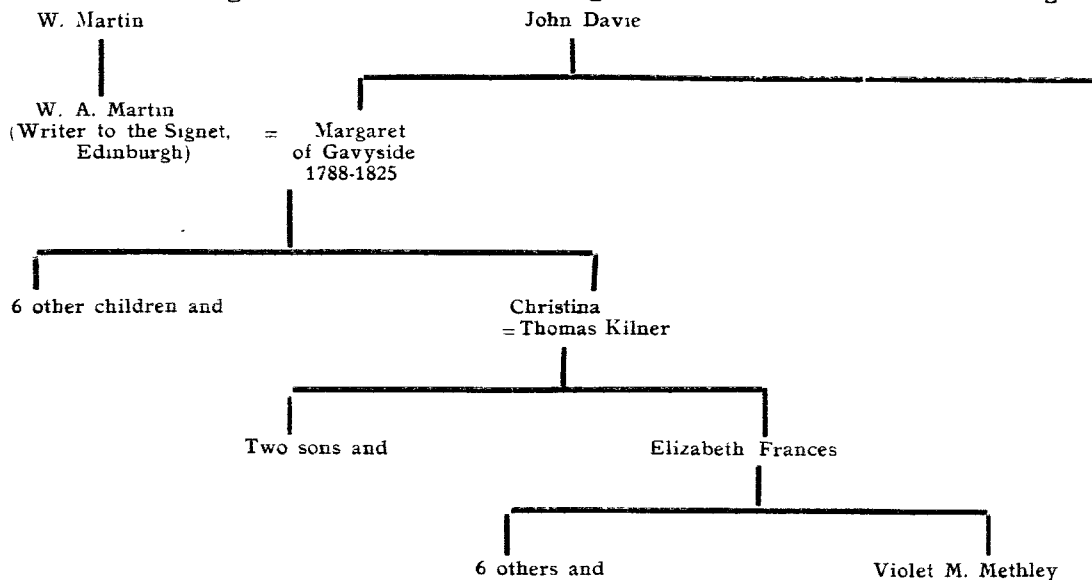 W. Martin
John Davie
W. A. Martin
(Writer to the Signet,
Edinburgh)
=
Margaret
of Gavyside
1788-1825
6 other children and
Christina
=Thomas Kilner
Two sons and
Elizabeth Frances
6 others and
Violet M. Methley